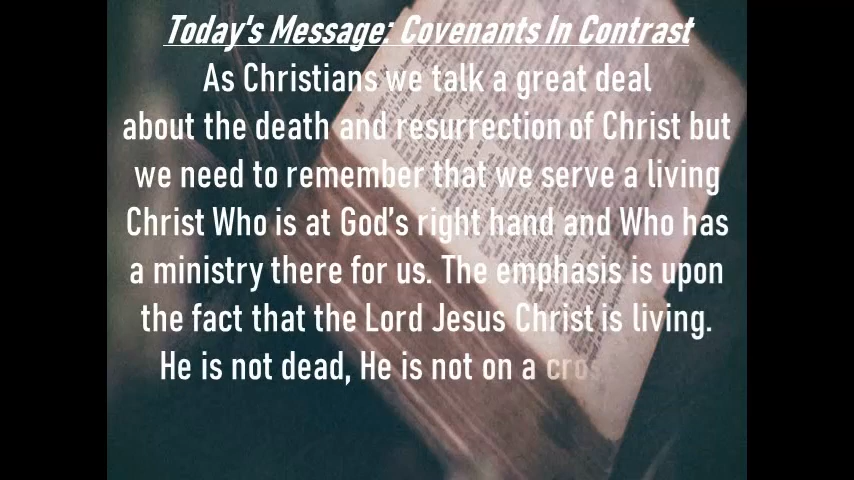 Today's Message: Covenants In Contrast
As Christians we talk a great deal
about the death and resurrection of Christ but
we need to remember that we serve a living
Christ Who is at God's right hand and Who has
a ministry there for us. The emphasis is upon
the fact that the Lord Jesus Christ is living.
He is not dead, He is not on a cros